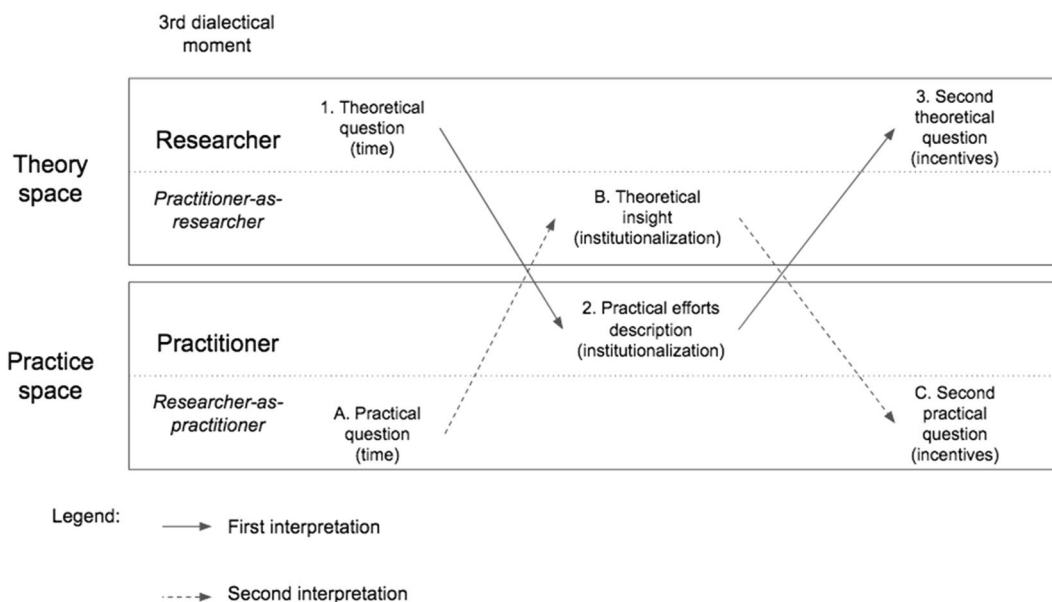 3rd dialectical
moment
Theory
space
Researcher
1. Theoretical
question
(time)
3. Second
theoretical
question
(incentives)
Practitioner-as-
researcher
B. Theoretical
insight
(institutionalization)
Practice
space
Practitioner
2. Practical efforts
description
(institutionalization)
Researcher-as-
practitioner
A. Practical
question
(time)
C. Second
practical
question
(incentives)
Legend:
First interpretation
Second interpretation